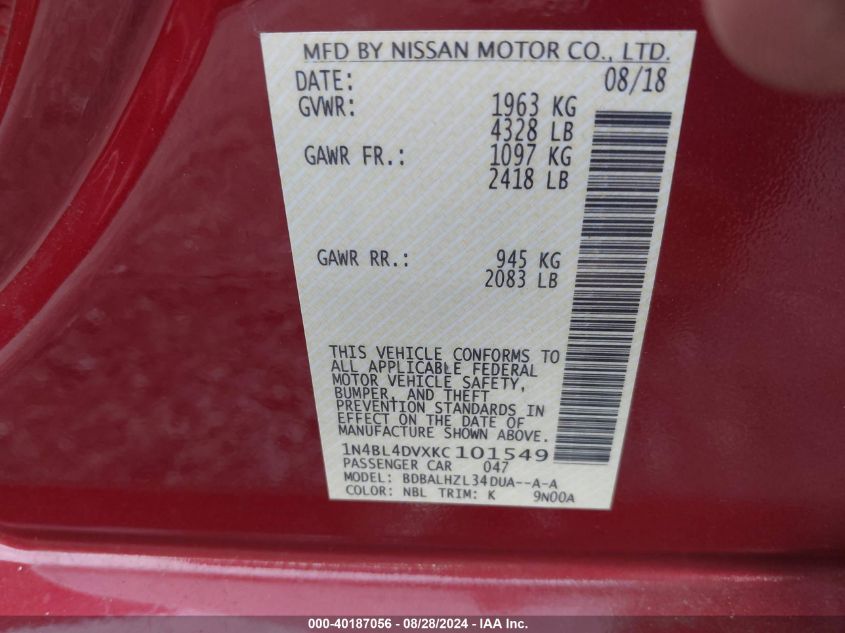 MFD BY NISSAN MOTOR CO., LTD.
DATE: 08/18
GVWR: 1963 KG
4328 LB
GAWR FR.: 1097 KG
2418 LB
GAWR RR.: 945 KG
2083 LB
THIS VEHICLE CONFORMS TO
ALL APPLICABLE FEDERAL
MOTOR VEHICLE SAFETY,
BUMPER, AND THEFT
PREVENTION STANDARDS IN
EFFECT ON THE DATE OF
MANUFACTURE SHOWN ABOVE.
1N4BL4DVXKC101549
PASSENGER CAR 047
MODEL: BDBALHZL34DUA--A-A
COLOR: NBL TRIM: K 9N00A
000-40187056 - 08/28/2024 - IAA Inc.